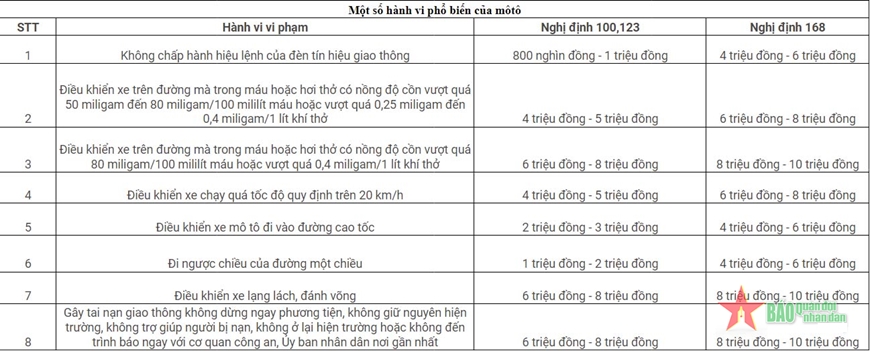 Một số hành vi phổ biến của môtô
STT Hành vi vi phạm Nghị định 100,123 Nghị định 168
1 Không chấp hành hiệu lệnh của đèn tín hiệu giao thông 800 nghìn đồng - 1 triệu đồng 4 triệu đồng - 6 triệu đồng
Điều khiển xe trên đường mà trong máu hoặc hơi thở có nồng độ cồn vượt quá
50 miligam đến 80 miligam/100 mililít máu hoặc vượt quá 0,25 miligam đến
2 0,4 miligam/1 lít khí thở 4 triệu đồng - 5 triệu đồng 6 triệu đồng - 8 triệu đồng
Điều khiển xe trên đường mà trong máu hoặc hơi thở có nồng độ cồn vượt quá
3 80 miligam/100 mililít máu hoặc vượt quá 0,4 miligam/1 lít khí thở 6 triệu đồng - 8 triệu đồng 8 triệu đồng - 10 triệu đồng
4 Điều khiển xe chạy quá tốc độ quy định trên 20 km/h 4 triệu đồng - 5 triệu đồng 6 triệu đồng - 8 triệu đồng
5 Điều khiển xe mô tô đi vào đường cao tốc 2 triệu đồng - 3 triệu đồng 4 triệu đồng - 6 triệu đồng
6 Đi ngược chiều của đường một chiều 1 triệu đồng - 2 triệu đồng 4 triệu đồng - 6 triệu đồng
7 Điều khiển xe lạng lách, đánh võng 6 triệu đồng - 8 triệu đồng 8 triệu đồng - 10 triệu đồng
Gây tai nạn giao thông không dừng ngay phương tiện, không giữ nguyên hiện
trường, không trợ giúp người bị nạn, không ở lại hiện trường hoặc không đến
8 trình báo ngay với cơ quan công an, Ủy ban nhân dân nơi gần nhất 6 triệu đồng - 8 triệu đồng 8 triệu đồng - 10 triệu đồng
BÁO quân đội
nhân dân